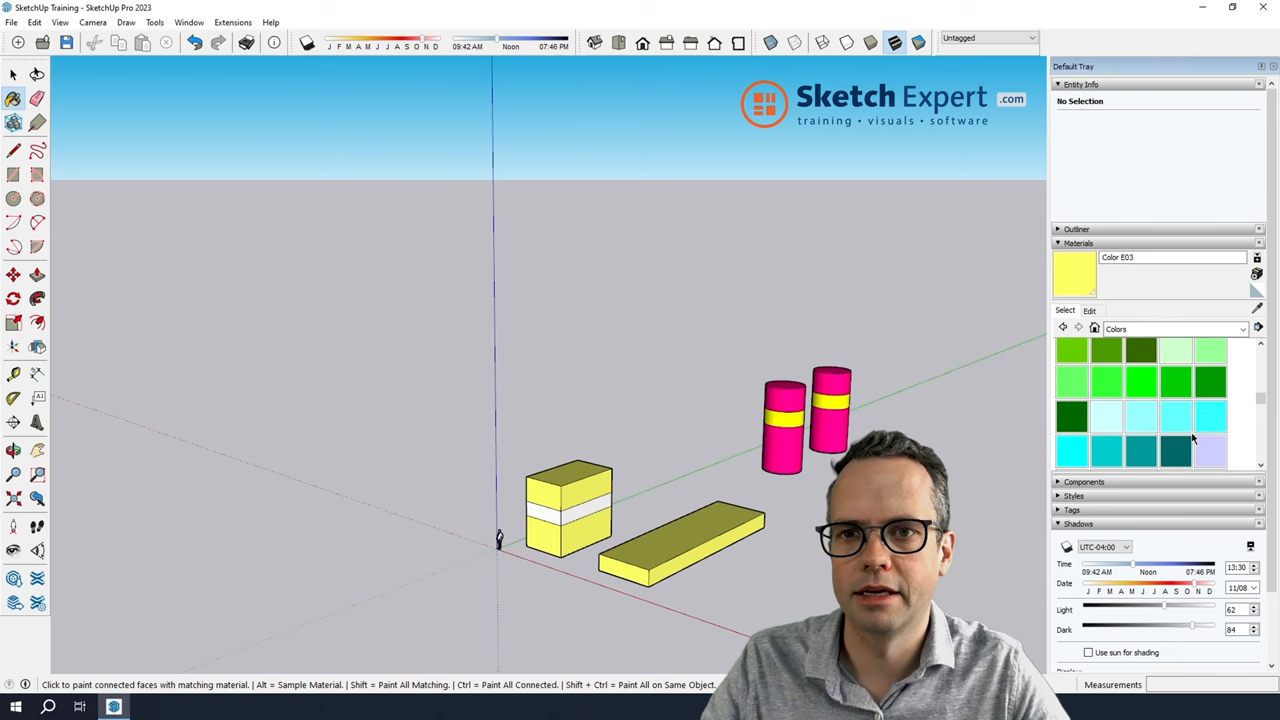 SketchUp Training - SketchUp Pro 2023
File Edit View Camera Draw Tools Window Extensions Help
J F M A M J J A S O N D 09:42 AM Noon 07:46 PM Untagged
Sketch Expert .com
training • visuals • software
Default Tray
Entity Info
No Selection
Outliner
Materials
Color E03
Select Edit
Colors
Components
Styles
Tags
Shadows
UTC-04:00
Time
09:42 AM Noon 07:46 PM 13:30
Date J F M A M J J A S O N D 11/08
Light 62
Dark 84
Use sun for shading
Click to paint connected faces with matching material. | Alt = Sample Material. | Shift = Paint All Matching. | Ctrl = Paint All Connected. | Shift + Ctrl = Paint All on Same Object.
Measurements